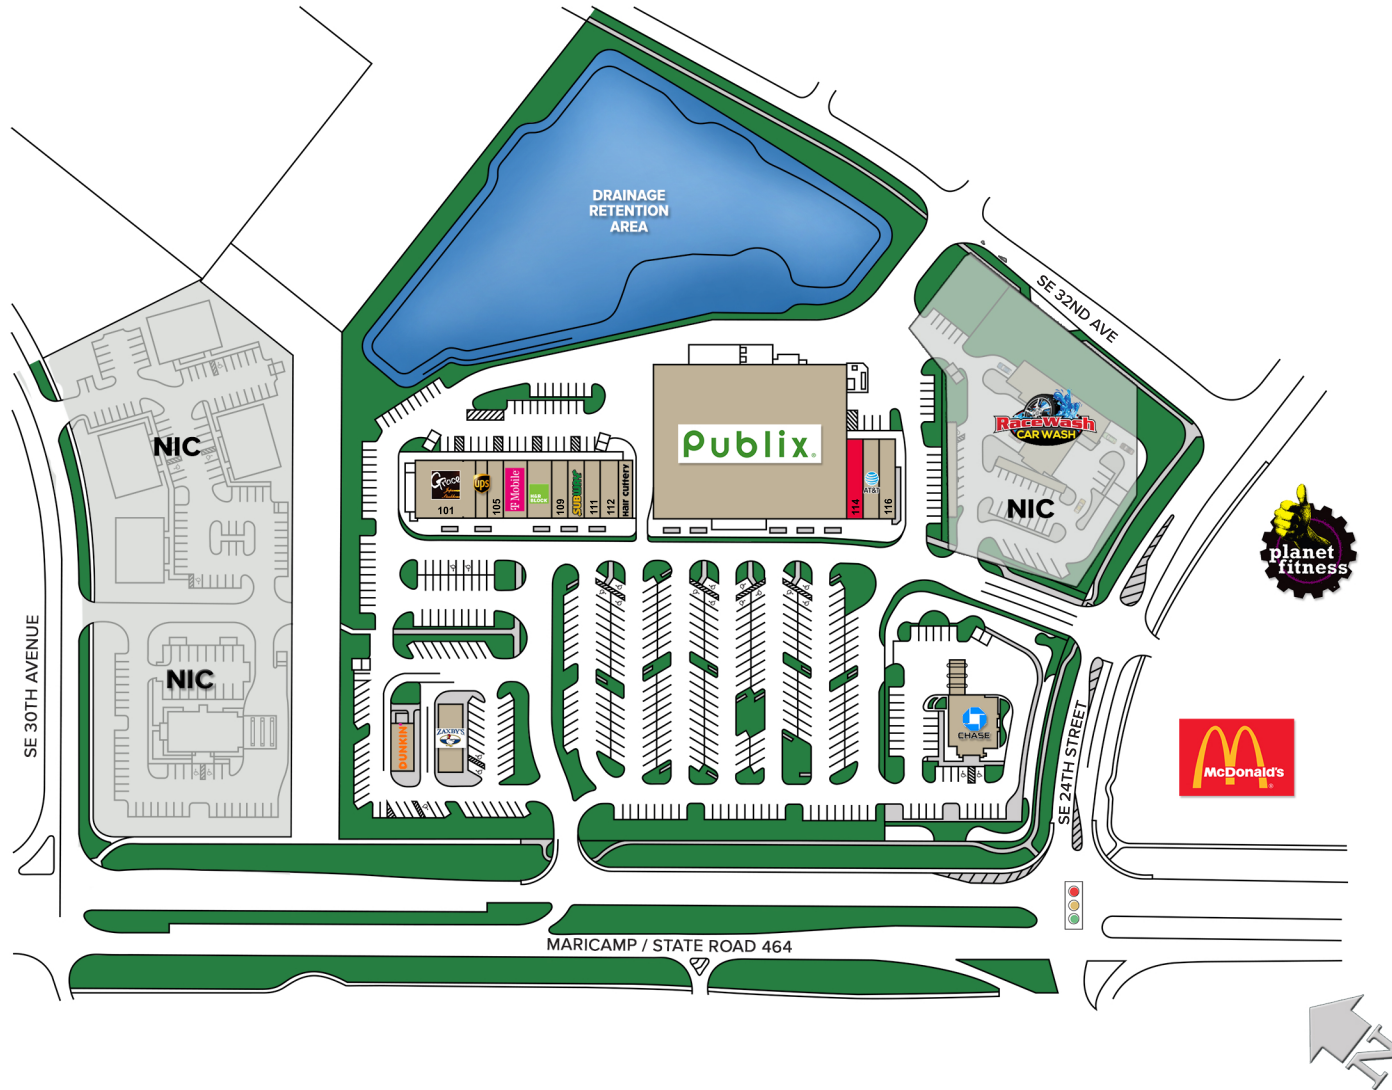 DRAINAGE
RETENTION
AREA
SE 32ND AVE
RaceWash
CAR WASH
NIC
NIC
Publix.
Grace
101
ups
105
T Mobile
H&R
BLOCK
109
SUBWAY
111
112
Hair cuttery
114
AT&T
116
planet
fitness
SE 30TH AVENUE
NIC
DUNKIN'
ZAXBY'S
CHASE
SE 24TH STREET
McDonald's
MARICAMP / STATE ROAD 464
N